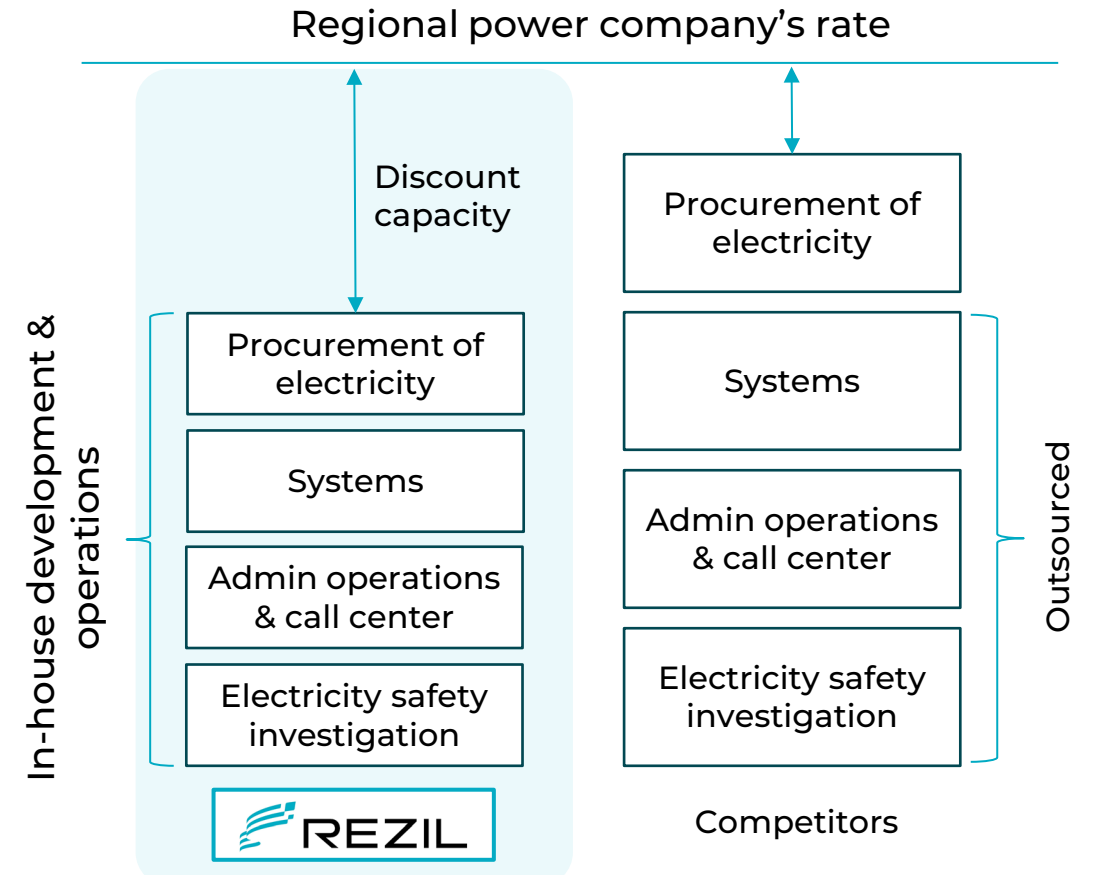 Regional power company’s rate
Discount
capacity
In-house development &
operations
Procurement of
electricity
Systems
Admin operations
& call center
Electricity safety
investigation
REZIL
Procurement of
electricity
Systems
Admin operations
& call center
Electricity safety
investigation
Outsourced
Competitors